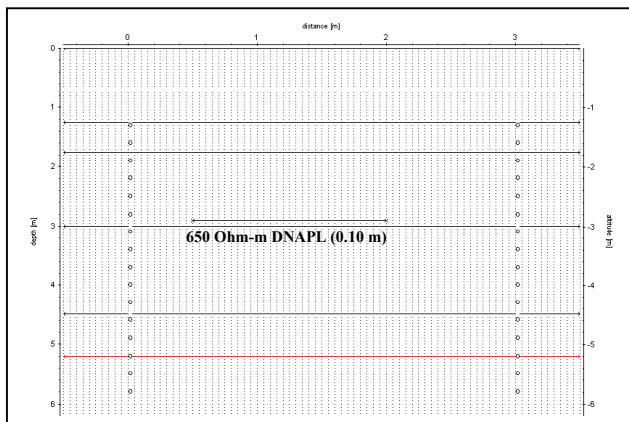 distance [m]
0 1 2 3
0
1 -1
2 -2
depth [m] altitude [m]
3 -3
650 Ohm-m DNAPL (0.10 m)
4 -4
5 -5
6 -6